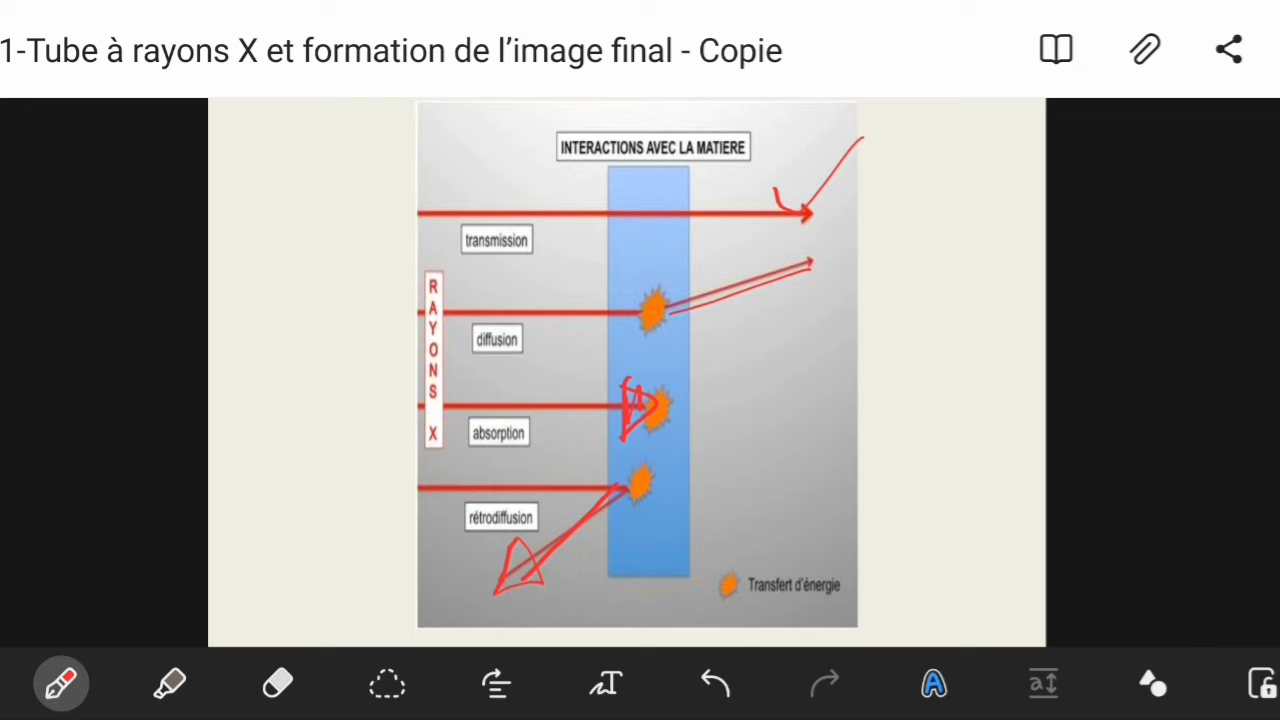 1-Tube à rayons X et formation de l’image final - Copie
INTERACTIONS AVEC LA MATIERE
transmission
RAYONS X
diffusion
absorption
rétrodiffusion
Transfert d'énergie